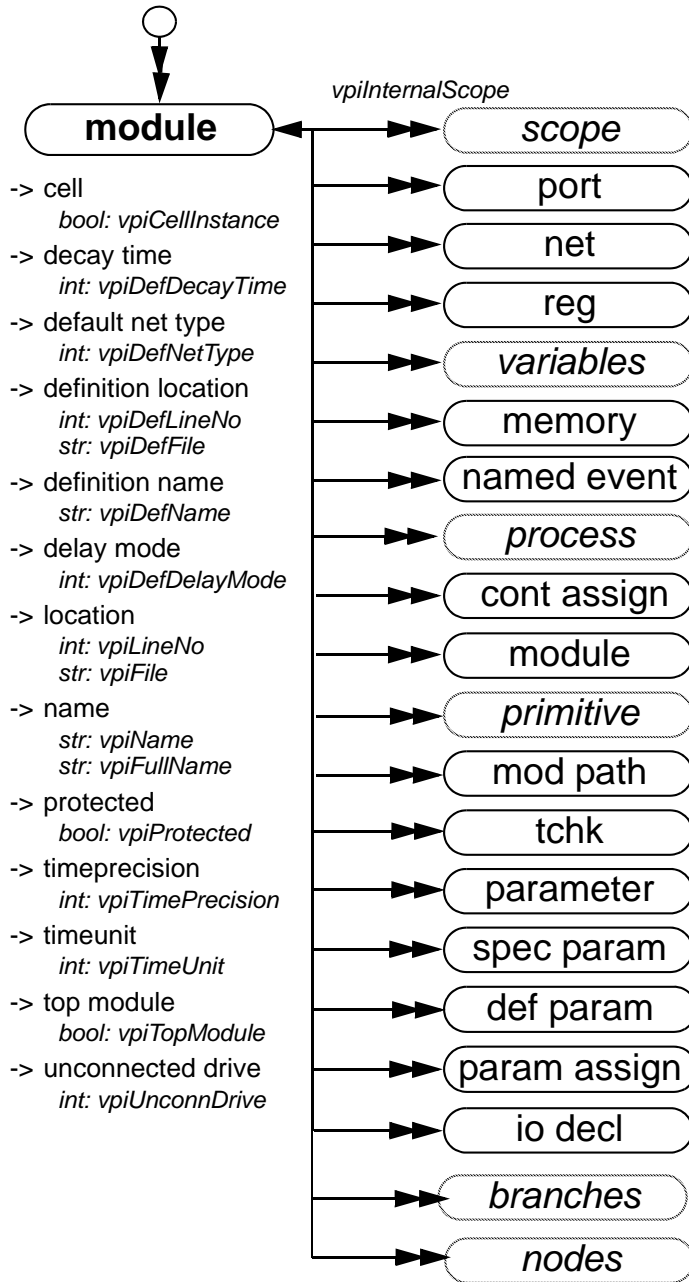 vpiInternalScope
module
-> cell
bool: vpiCellInstance
-> decay time
int: vpiDefDecayTime
-> default net type
int: vpiDefNetType
-> definition location
int: vpiDefLineNo
str: vpiDefFile
-> definition name
str: vpiDefName
-> delay mode
int: vpiDefDelayMode
-> location
int: vpiLineNo
str: vpiFile
-> name
str: vpiName
str: vpiFullName
-> protected
bool: vpiProtected
-> timeprecision
int: vpiTimePrecision
-> timeunit
int: vpiTimeUnit
-> top module
bool: vpiTopModule
-> unconnected drive
int: vpiUnconnDrive
scope
port
net
reg
variables
memory
named event
process
cont assign
module
primitive
mod path
tchk
parameter
spec param
def param
param assign
io decl
branches
nodes